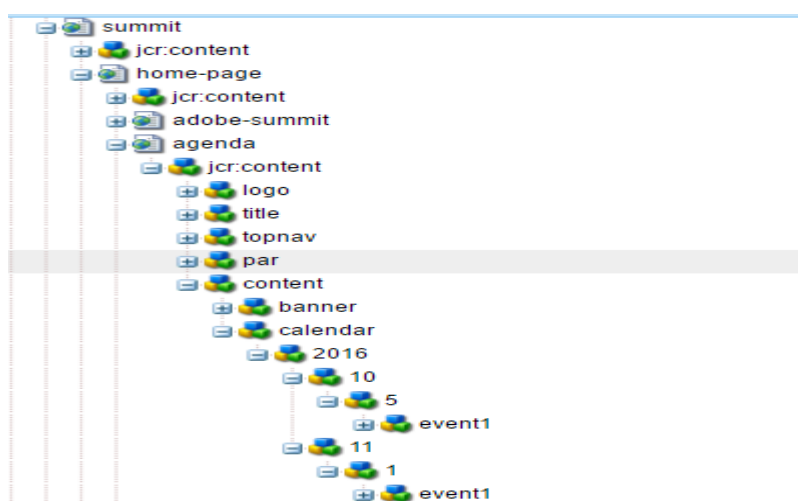 summit
jcr:content
home-page
jcr:content
adobe-summit
agenda
jcr:content
logo
title
topnav
par
content
banner
calendar
2016
10
5
event1
11
1
event1